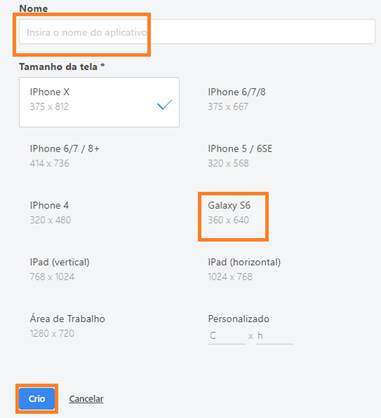 Nome
Insira o nome do aplicativo
Tamanho da tela *
IPhone X
375 x 812
IPhone 6/7/8
375 x 667
IPhone 6/7 / 8+
414 x 736
IPhone 5 / 6SE
320 x 568
IPhone 4
320 x 480
Galaxy S6
360 x 640
IPad (vertical)
768 x 1024
IPad (horizontal)
1024 x 768
Área de Trabalho
1280 x 720
Personalizado
C x h
Crio
Cancelar